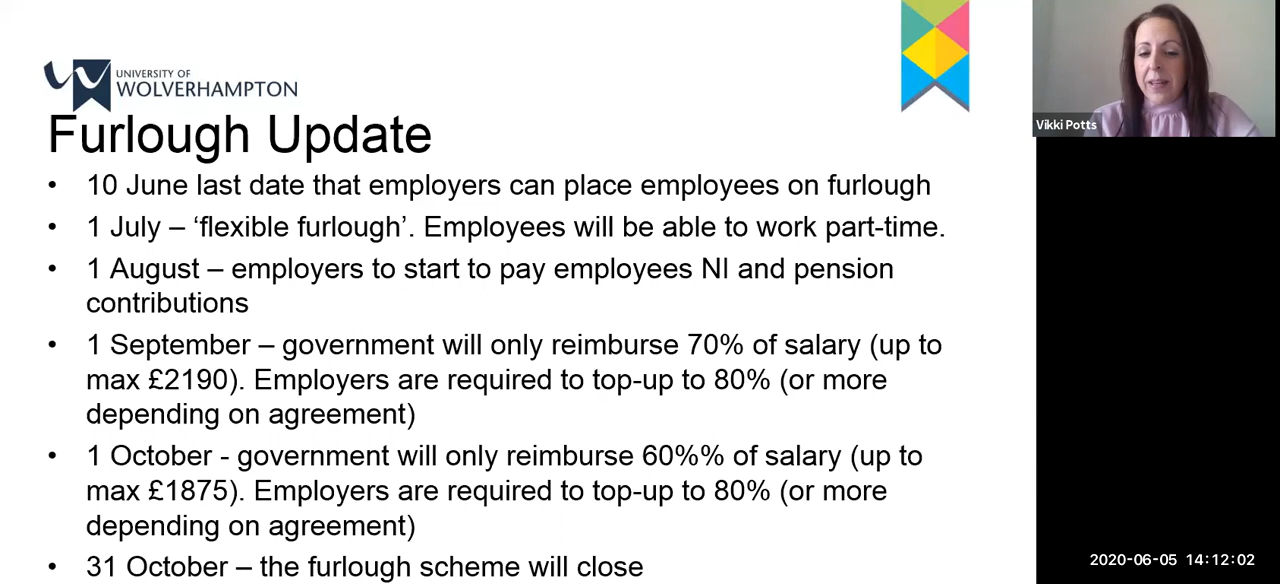 UNIVERSITY OF
WOLVERHAMPTON
Furlough Update
• 10 June last date that employers can place employees on furlough
• 1 July – ‘flexible furlough’. Employees will be able to work part-time.
• 1 August – employers to start to pay employees NI and pension
contributions
• 1 September – government will only reimburse 70% of salary (up to
max £2190). Employers are required to top-up to 80% (or more
depending on agreement)
• 1 October - government will only reimburse 60%% of salary (up to
max £1875). Employers are required to top-up to 80% (or more
depending on agreement)
• 31 October – the furlough scheme will close
Vikki Potts
2020-06-05 14:12:02